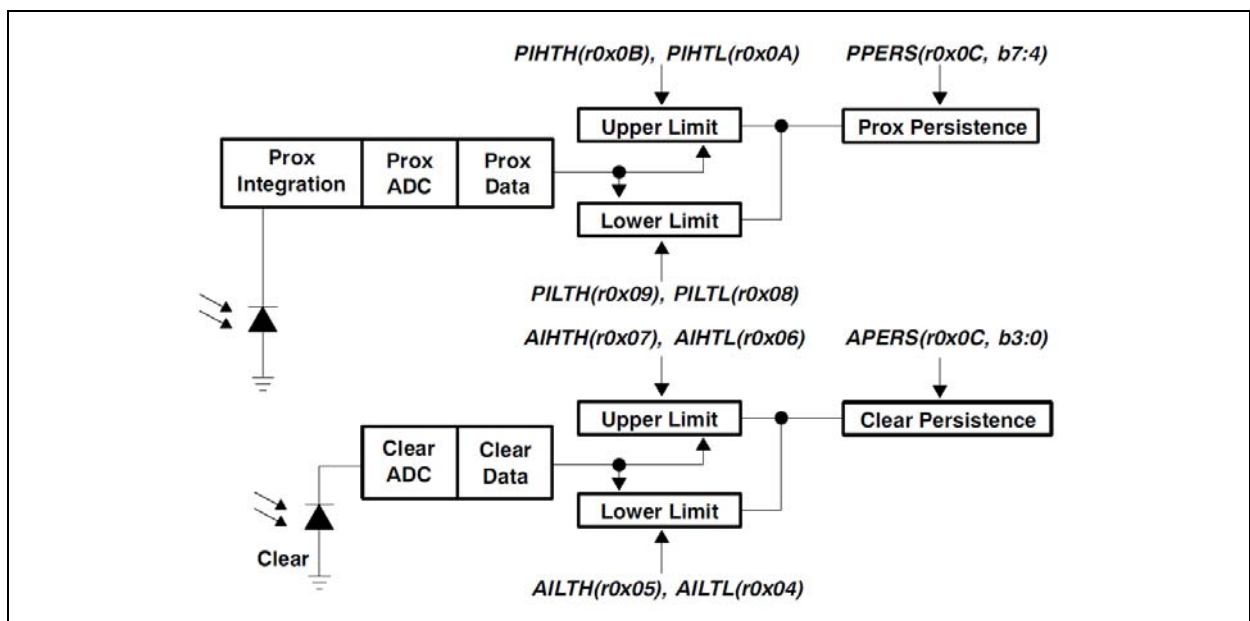 PIHTH(r0x0B), PIHTL(r0x0A)
PPERS(r0x0C, b7:4)
Upper Limit
Prox Persistence
Prox
Integration
Prox
ADC
Prox
Data
Lower Limit
PILTH(r0x09), PILTL(r0x08)
AIHTH(r0x07), AIHTL(r0x06)
APERS(r0x0C, b3:0)
Upper Limit
Clear Persistence
Clear
ADC
Clear
Data
Lower Limit
Clear
AILTH(r0x05), AILTL(r0x04)